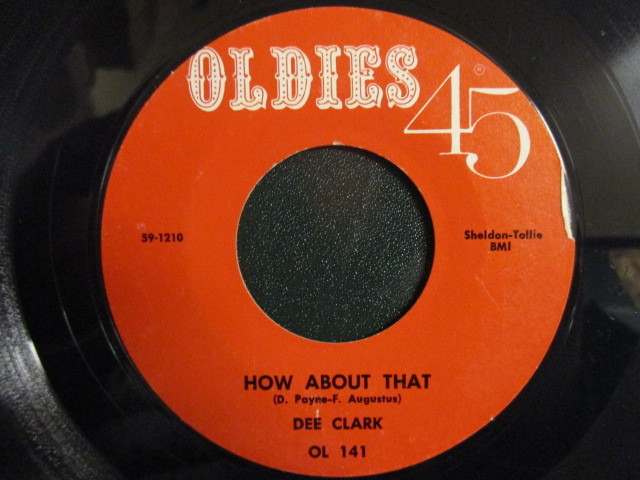 OLDIES
45
®
59-1210
Sheldon-Tollie
BMI
HOW ABOUT THAT
(D. Payne-F. Augustus)
DEE CLARK
OL 141